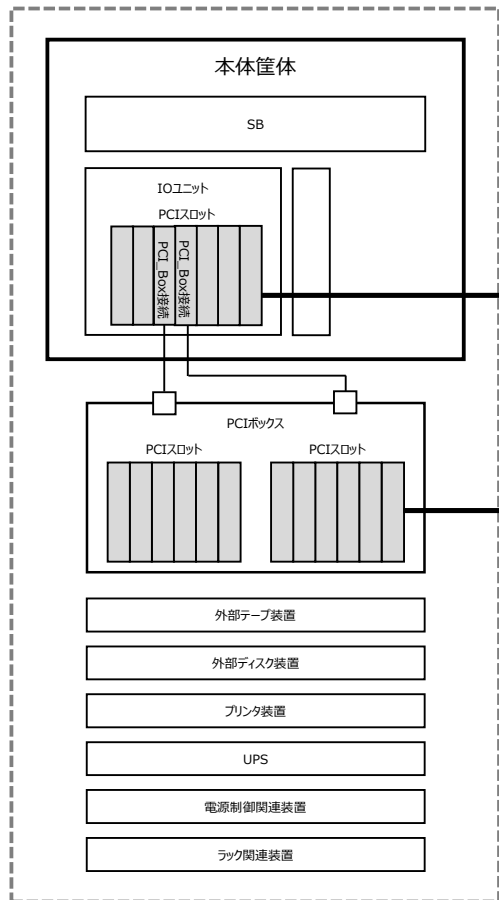 本体筐体
SB
IOユニット
PCIスロット
PCI_Box接続
PCI_Box接続
PCIボックス
PCIスロット
PCIスロット
外部テープ装置
外部ディスク装置
プリンタ装置
UPS
電源制御関連装置
ラック関連装置